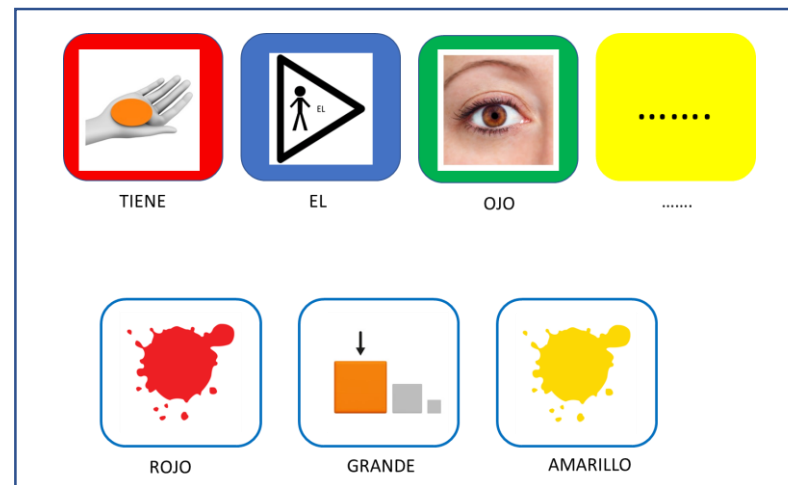 EL
.......
TIENE EL OJO .......
ROJO GRANDE AMARILLO